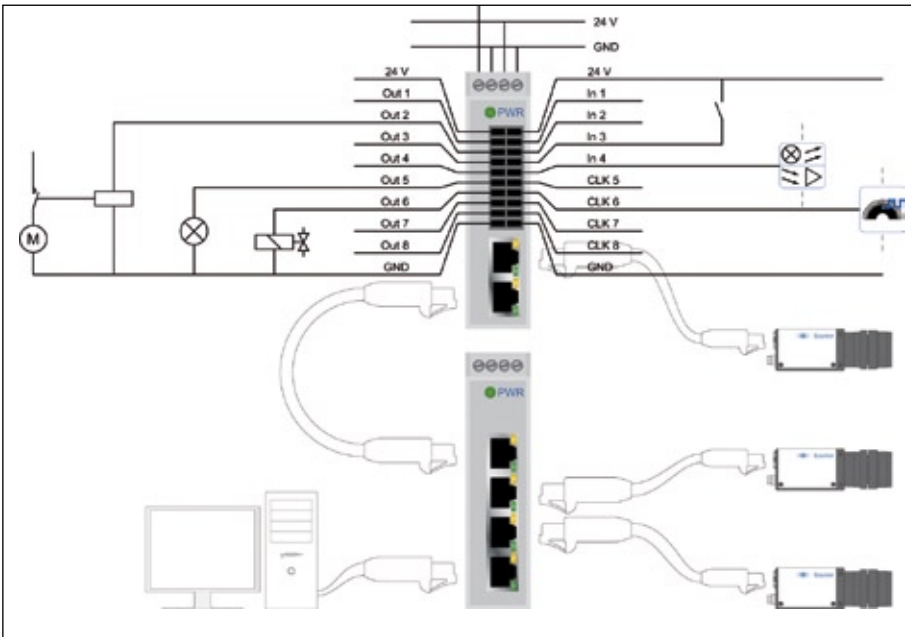 24 V
GND
24 V
Out 1
Out 2
Out 3
Out 4
Out 5
Out 6
Out 7
Out 8
GND
PWR
24 V
In 1
In 2
In 3
In 4
CLK 5
CLK 6
CLK 7
CLK 8
GND
M
PWR